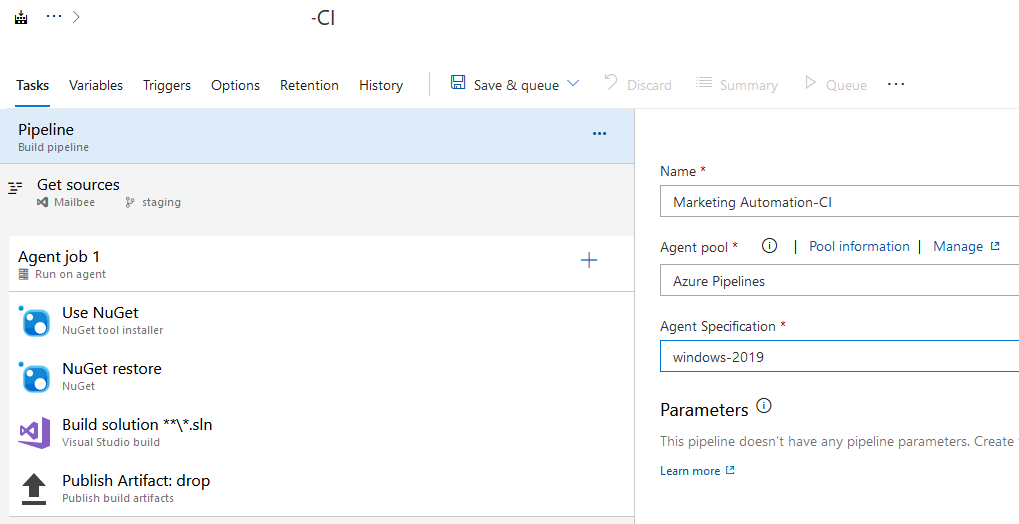 ··· > -CI
Tasks Variables Triggers Options Retention History Save & queue Discard Summary Queue ···
Pipeline ···
Build pipeline
Get sources
Mailbee staging
Agent job 1 +
Run on agent
Use NuGet
NuGet tool installer
NuGet restore
NuGet
Build solution **\*.sln
Visual Studio build
Publish Artifact: drop
Publish build artifacts
Name *
Marketing Automation-CI
Agent pool * | Pool information | Manage
Azure Pipelines
Agent Specification *
windows-2019
Parameters
This pipeline doesn't have any pipeline parameters. Create
Learn more